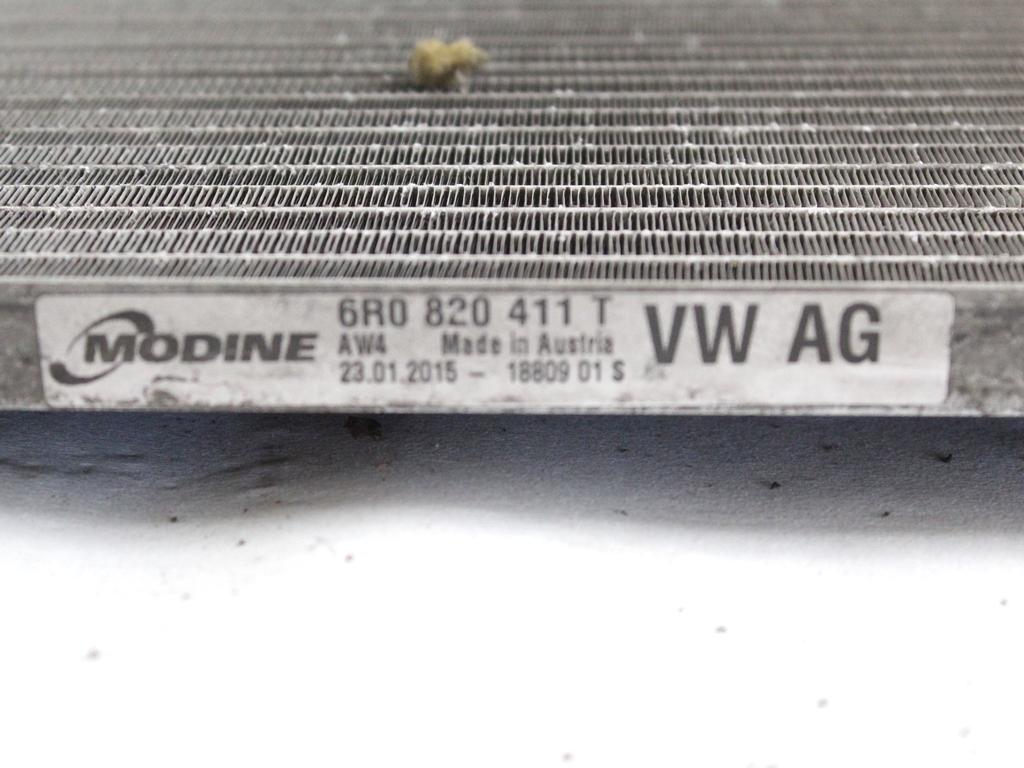 MODINE
6R0 820 411 T
AW4 Made in Austria
23.01.2015 - 18809 01 S
VW AG